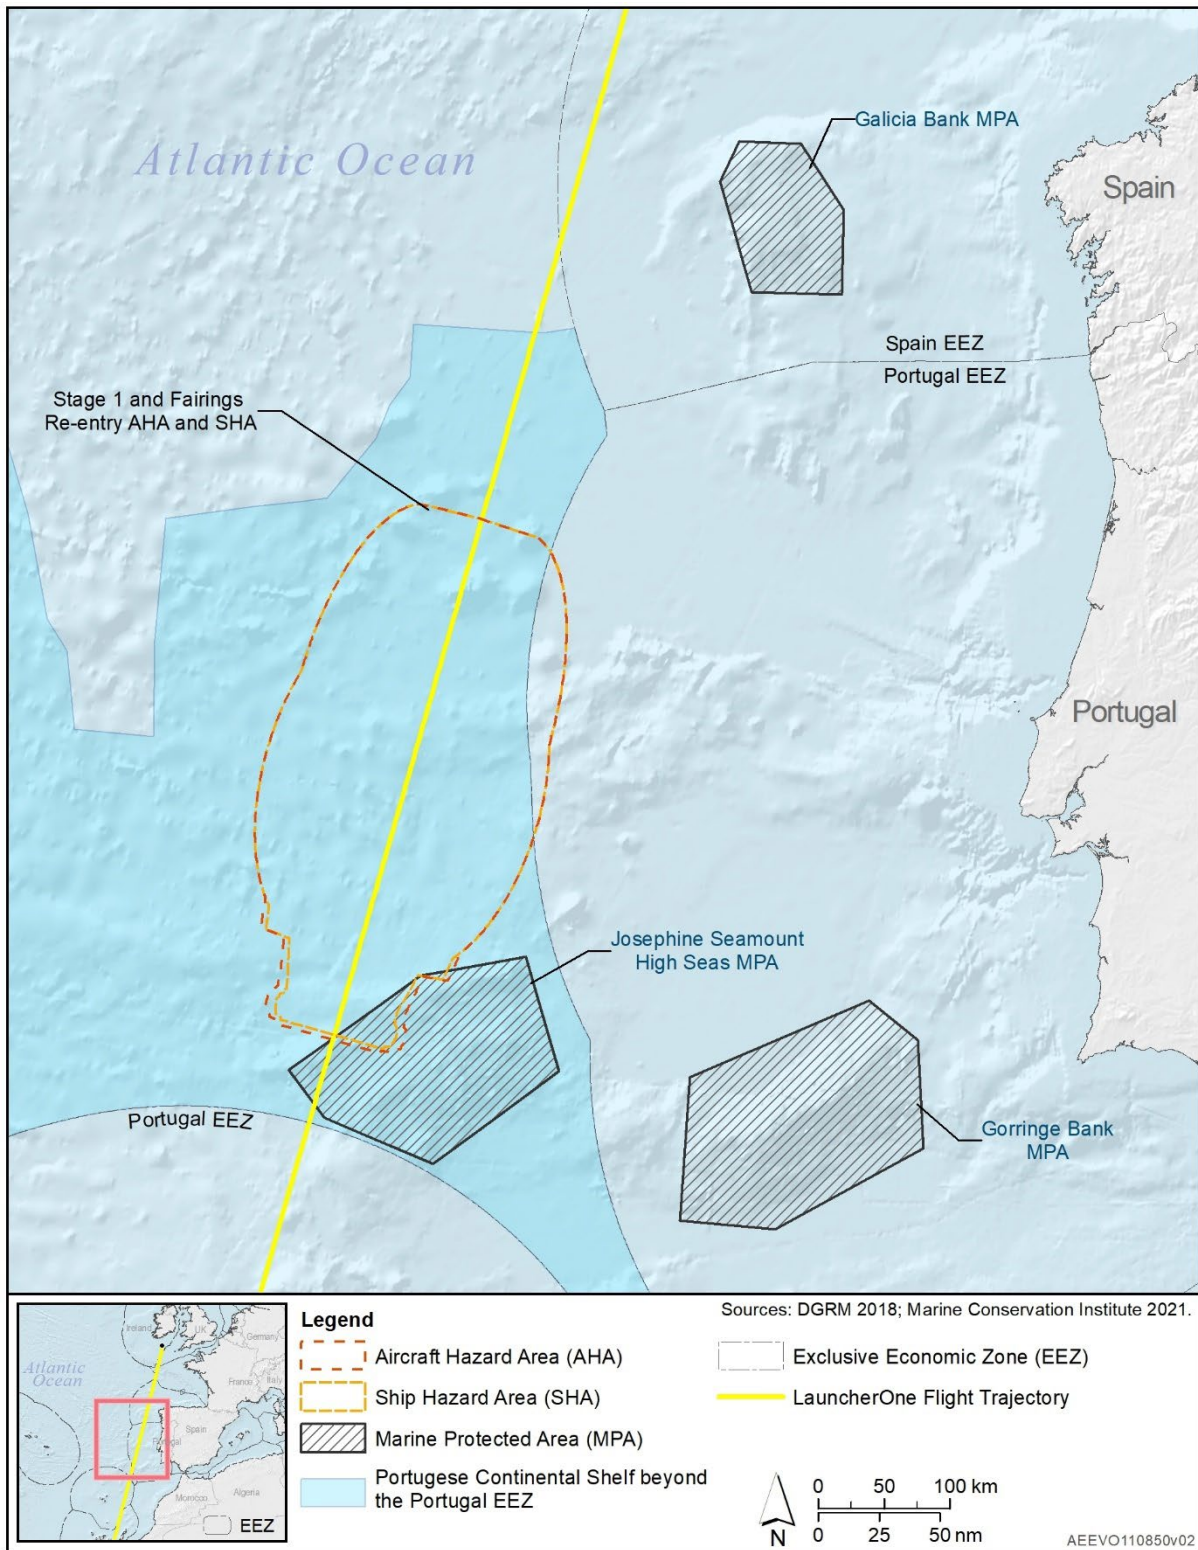 Galicia Bank MPA
Atlantic Ocean
Spain
Spain EEZ
Portugal EEZ
Stage 1 and Fairings
Re-entry AHA and SHA
Portugal
Josephine Seamount
High Seas MPA
Portugal EEZ
Gorringe Bank
MPA
Ireland
UK
Germany
Atlantic
Ocean
France
Italy
Spain
Portugal
Morocco
Algeria
EEZ
Legend
Aircraft Hazard Area (AHA)
Ship Hazard Area (SHA)
Marine Protected Area (MPA)
Portugese Continental Shelf beyond
the Portugal EEZ
Sources: DGRM 2018; Marine Conservation Institute 2021.
Exclusive Economic Zone (EEZ)
LauncherOne Flight Trajectory
N
0 50 100 km
0 25 50 nm
AEEVO110850v02